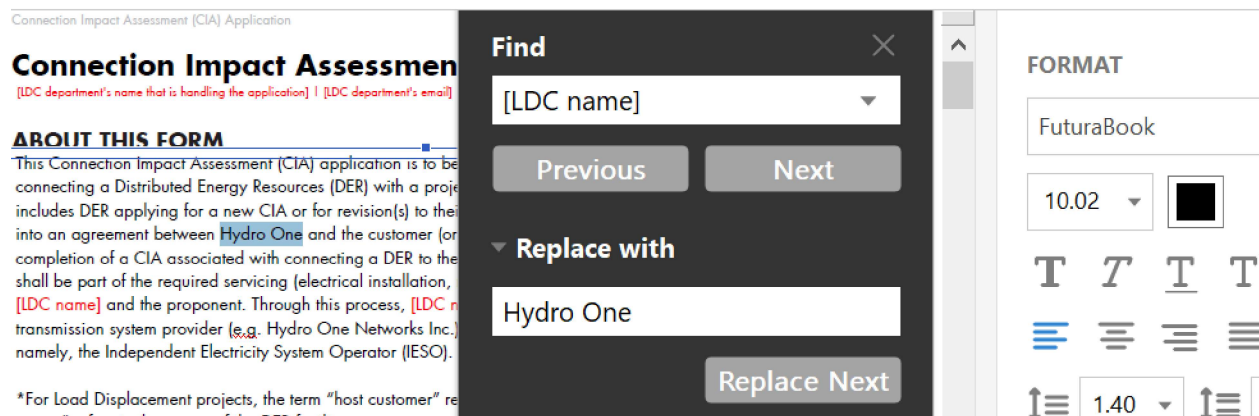 Connection Impact Assessment (CIA) Application
Connection Impact Assessmen
[LDC department's name that is handling the application] | [LDC department's email]
ABOUT THIS FORM
This Connection Impact Assessment (CIA) application is to be
connecting a Distributed Energy Resources (DER) with a proje
includes DER applying for a new CIA or for revision(s) to thei
into an agreement between Hydro One and the customer (or
completion of a CIA associated with connecting a DER to the
shall be part of the required servicing (electrical installation,
[LDC name] and the proponent. Through this process, [LDC n
transmission system provider (e.g. Hydro One Networks Inc.)
namely, the Independent Electricity System Operator (IESO).
*For Load Displacement projects, the term “host customer” re
Find
[LDC name]
Previous
Next
Replace with
Hydro One
Replace Next
FORMAT
FuturaBook
10.02
T T T T
1.40